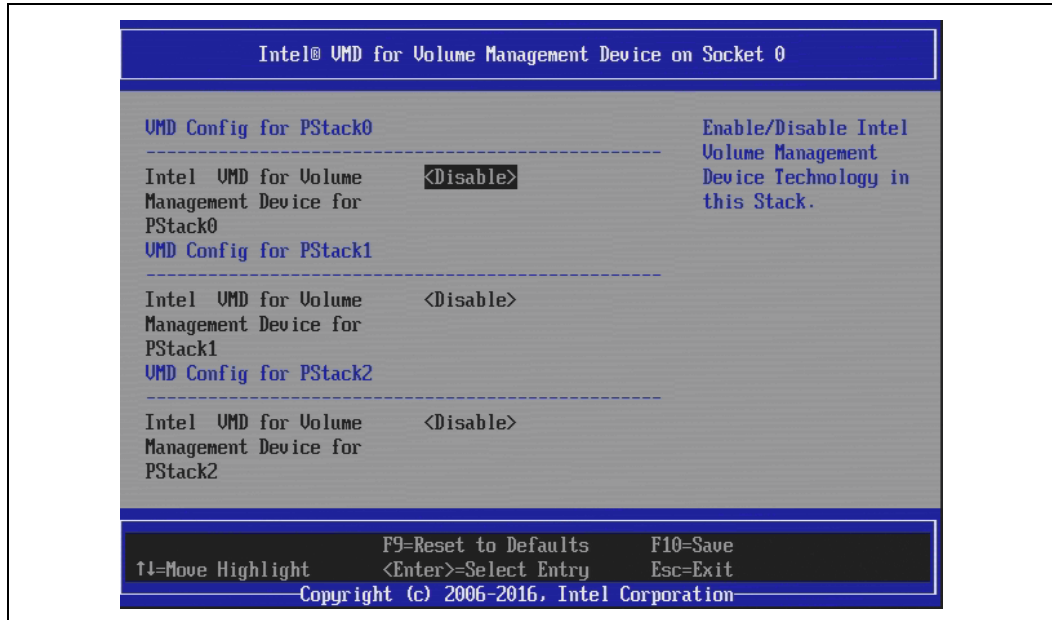 Intel® VMD for Volume Management Device on Socket 0
VMD Config for PStack0
Enable/Disable Intel
Volume Management
Device Technology in
this Stack.
--------------------------------------------------
Intel  VMD for Volume <Disable>
Management Device for
PStack0
VMD Config for PStack1
--------------------------------------------------
Intel  VMD for Volume <Disable>
Management Device for
PStack1
VMD Config for PStack2
--------------------------------------------------
Intel  VMD for Volume <Disable>
Management Device for
PStack2
F9=Reset to Defaults F10=Save
↑↓=Move Highlight <Enter>=Select Entry Esc=Exit
Copyright (c) 2006-2016, Intel Corporation